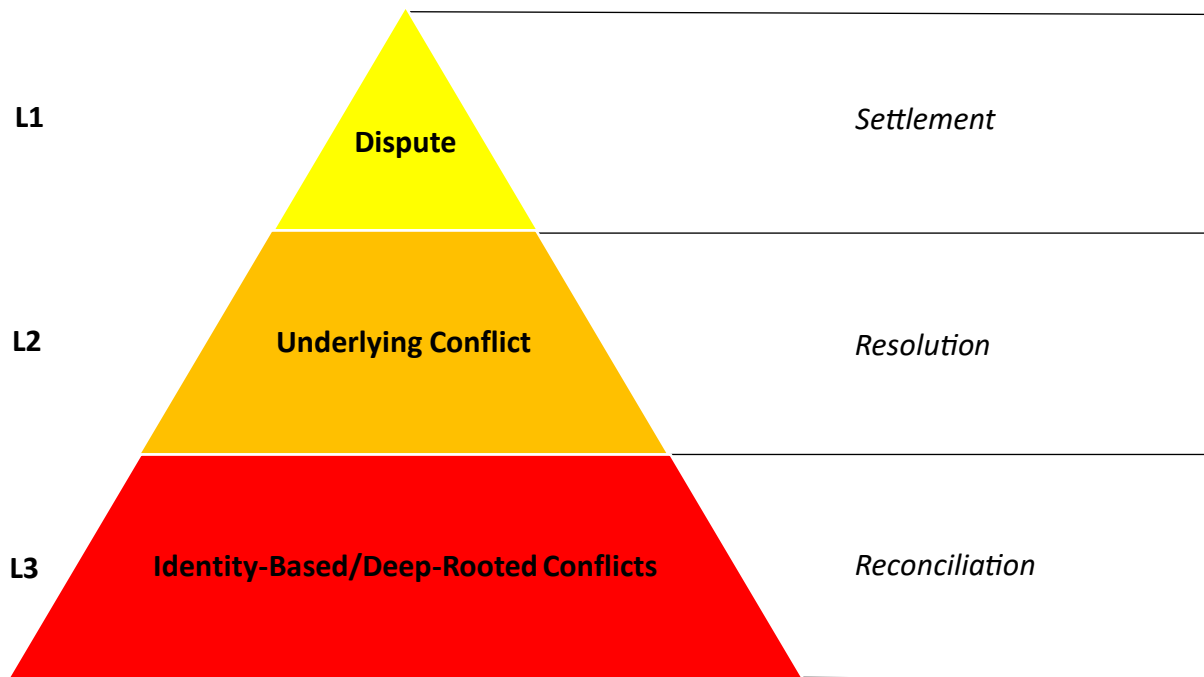 L1
Dispute
Settlement
L2
Underlying Conflict
Resolution
L3
Identity-Based/Deep-Rooted Conflicts
Reconciliation